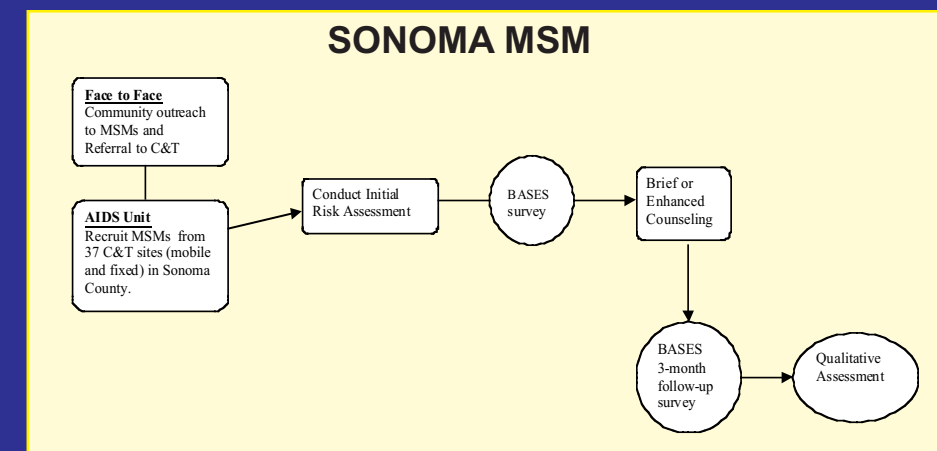 SONOMA MSM
Face to Face
Community outreach
to MSMs and
Referral to C&T
AIDS Unit
Recruit MSMs from
37 C&T sites (mobile
and fixed) in Sonoma
County.
Conduct Initial
Risk Assessment
BASES
survey
Brief or
Enhanced
Counseling
BASES
3-month
follow-up
survey
Qualitative
Assessment